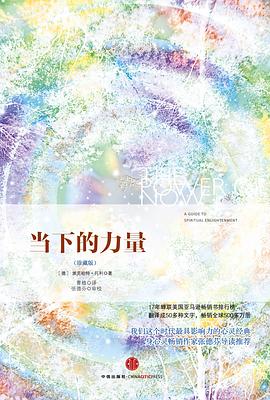 THE
POWER OF
NOW
A GUIDE TO
SPIRITUAL ENLIGHTENMENT
当下的力量
(珍藏版)
[德] 埃克哈特·托利 ◎著
曹植 ◎译
张德芬 ◎审校
17年蝉联美国亚马逊畅销书排行榜
翻译成50多种文字,畅销全球500多万册
我们这个时代最具影响力的心灵经典
身心灵畅销作家张德芬导读推荐
中信出版社·CHINACITICPRESS